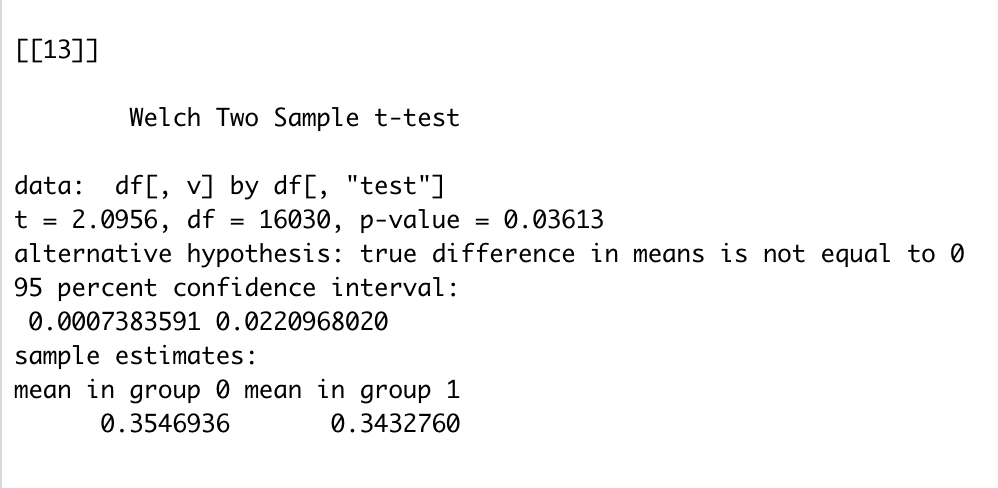 [[13]]
Welch Two Sample t-test
data:  df[, v] by df[, "test"]
t = 2.0956, df = 16030, p-value = 0.03613
alternative hypothesis: true difference in means is not equal to 0
95 percent confidence interval:
 0.0007383591 0.0220968020
sample estimates:
mean in group 0 mean in group 1
      0.3546936       0.3432760